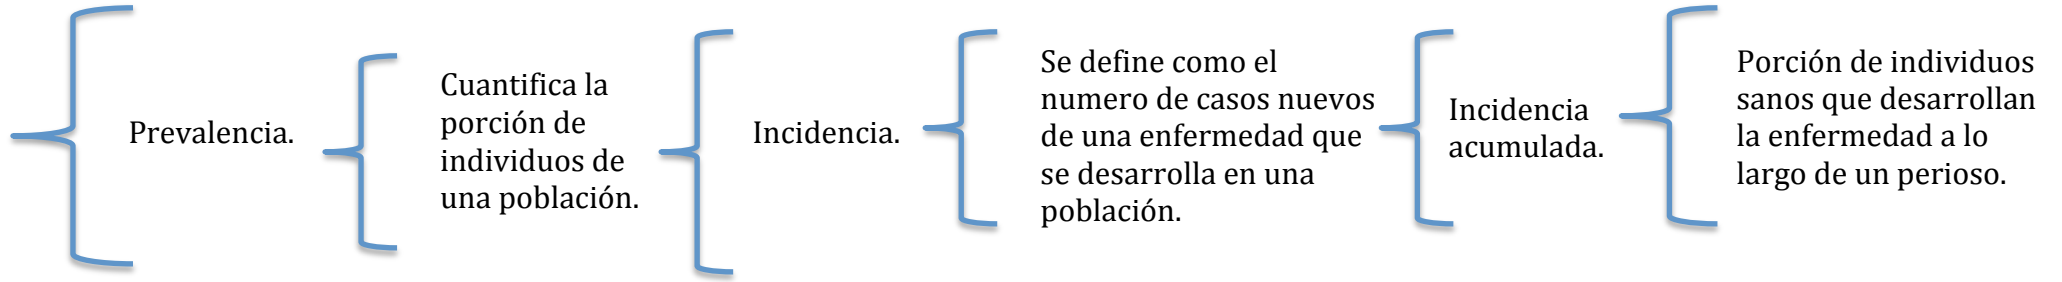 Prevalencia.
Cuantifica la
porción de
individuos de
una población.
Incidencia.
Se define como el
numero de casos nuevos
de una enfermedad que
se desarrolla en una
población.
Incidencia
acumulada.
Porción de individuos
sanos que desarrollan
la enfermedad a lo
largo de un perioso.